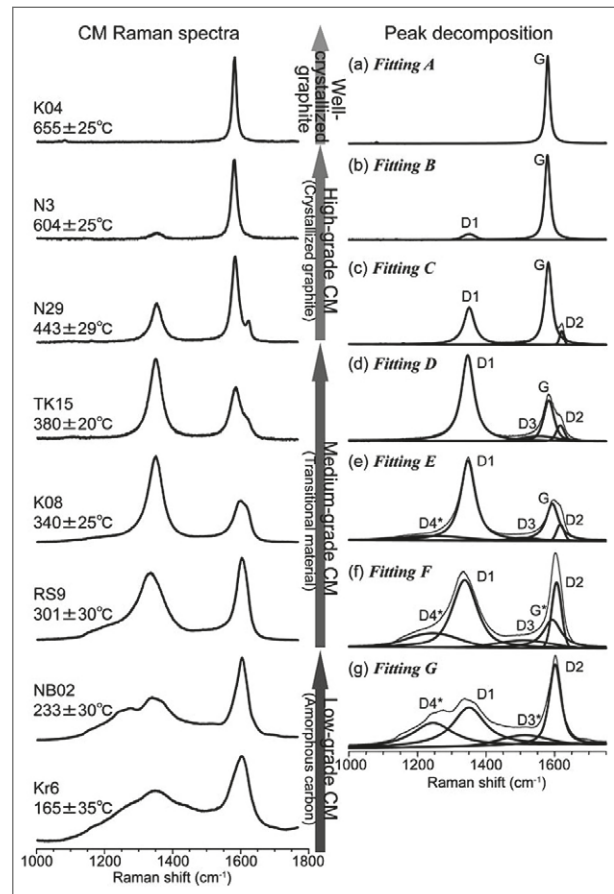 CM Raman spectra
Peak decomposition
K04
655±25℃
N3
604±25℃
N29
443±29℃
TK15
380±20℃
K08
340±25℃
RS9
301±30℃
NB02
233±30℃
Kr6
165±35℃
1000 1200 1400 1600 1800
Raman shift (cm⁻¹)
Well-
crystallized
graphite
High-grade CM
(Crystallized graphite)
Medium-grade CM
(Transitional material)
Low-grade CM
(Amorphous carbon)
(a) Fitting A
G
(b) Fitting B
G
D1
(c) Fitting C
G
D1
D2
(d) Fitting D
D1
G
D2
D3
(e) Fitting E
D1
G
D4*
D3
D2
(f) Fitting F
D1
D2
G*
D4*
D3
(g) Fitting G
D2
D4*
D1
D3*
1000 1200 1400 1600
Raman shift (cm⁻¹)